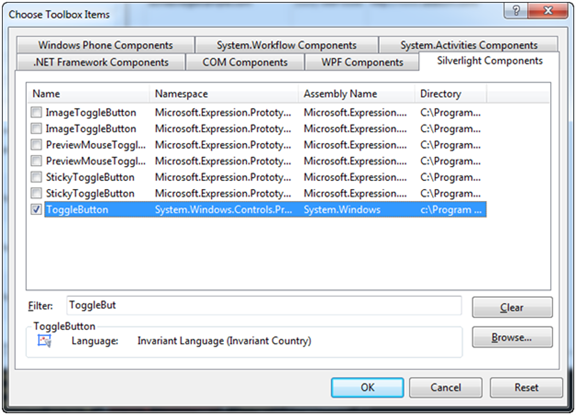 Choose Toolbox Items
Windows Phone Components System.Workflow Components System.Activities Components
.NET Framework Components COM Components WPF Components Silverlight Components
Name Namespace Assembly Name Directory
ImageToggleButton Microsoft.Expression.Prototy... Microsoft.Expression.... C:\Program...
ImageToggleButton Microsoft.Expression.Prototy... Microsoft.Expression.... C:\Program...
PreviewMouseToggl... Microsoft.Expression.Prototy... Microsoft.Expression.... C:\Program...
PreviewMouseToggl... Microsoft.Expression.Prototy... Microsoft.Expression.... C:\Program...
StickyToggleButton Microsoft.Expression.Prototy... Microsoft.Expression.... C:\Program...
StickyToggleButton Microsoft.Expression.Prototy... Microsoft.Expression.... C:\Program...
ToggleButton System.Windows.Controls.Pr... System.Windows c:\Program ...
Filter: ToggleBut Clear
ToggleButton
Language: Invariant Language (Invariant Country) Browse...
OK Cancel Reset